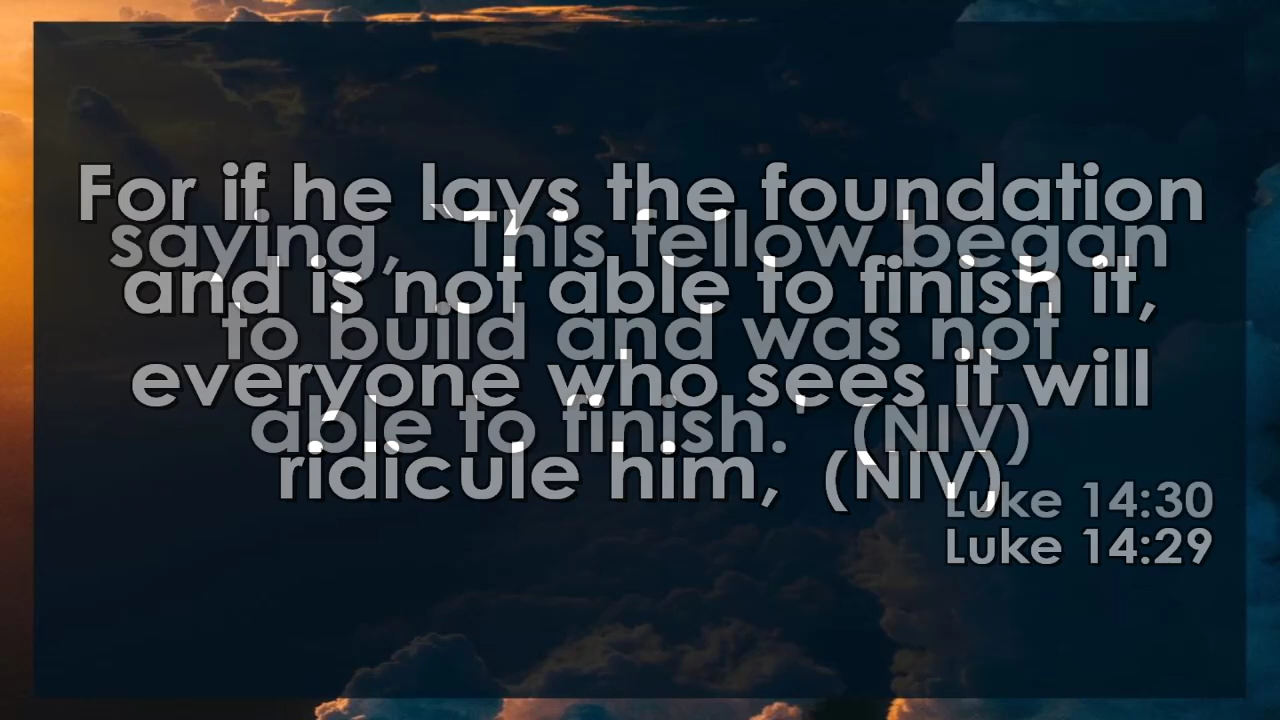 For if he lays the foundation
and is not able to finish it,
everyone who sees it will
ridicule him, (NIV)
Luke 14:29
saying, `This fellow began
to build and was not
able to finish.' (NIV)
Luke 14:30